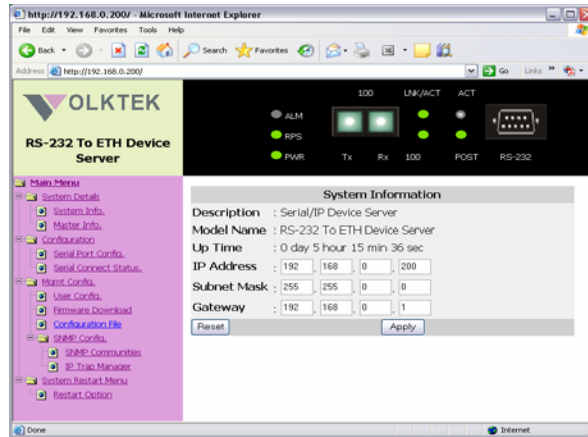 http://192.168.0.200/ - Microsoft Internet Explorer
File Edit View Favorites Tools Help
Back Search Favorites
Address http://192.168.0.200/ Go Links »
VOLKTEK
RS-232 To ETH Device
Server
100 LNK/ACT ACT
ALM
RPS
PWR Tx Rx 100 POST RS-232
Main Menu
System Details
System Info.
Master Info.
Configuration
Serial Port Config.
Serial Connect Status.
Mgmt Config.
User Config.
Firmware Download
Configuration File
SNMP Config.
SNMP Communities
IP Trap Manager
System Restart Menu
Restart Option
System Information
Description : Serial/IP Device Server
Model Name : RS-232 To ETH Device Server
Up Time : 0 day 5 hour 15 min 36 sec
IP Address : 192 . 168 . 0 . 200
Subnet Mask : 255 . 255 . 0 . 0
Gateway : 192 . 168 . 0 . 1
Reset Apply
Done Internet